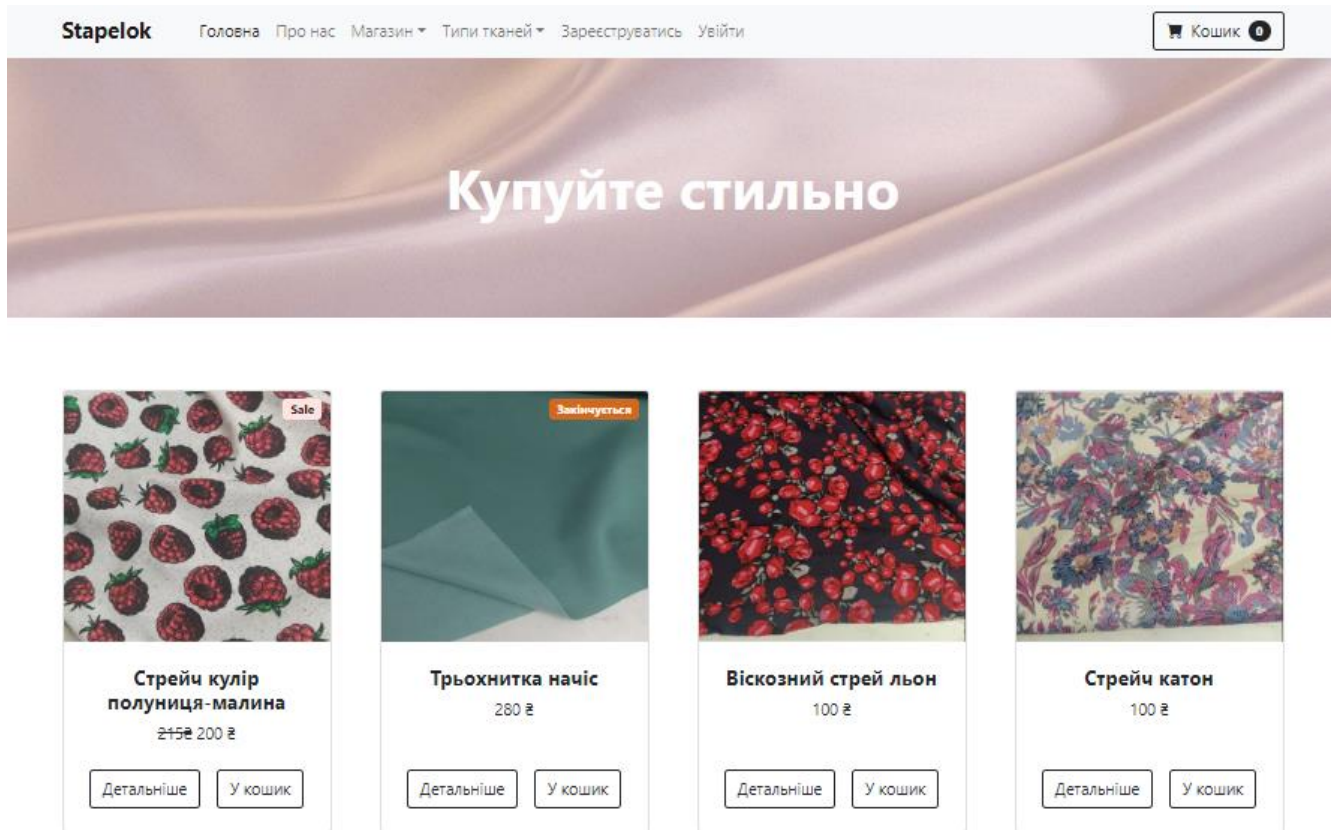 Stapelok Головна Про нас Магазин Типи тканей Зареєструватись Увійти Кошик 0
Купуйте стильно
Sale
Закінчується
Стрейч кулір
полуниця-малина
215₴ 200 ₴
Детальніше У кошик
Трьохнитка начіс
280 ₴
Детальніше У кошик
Віскозний стрей льон
100 ₴
Детальніше У кошик
Стрейч катон
100 ₴
Детальніше У кошик